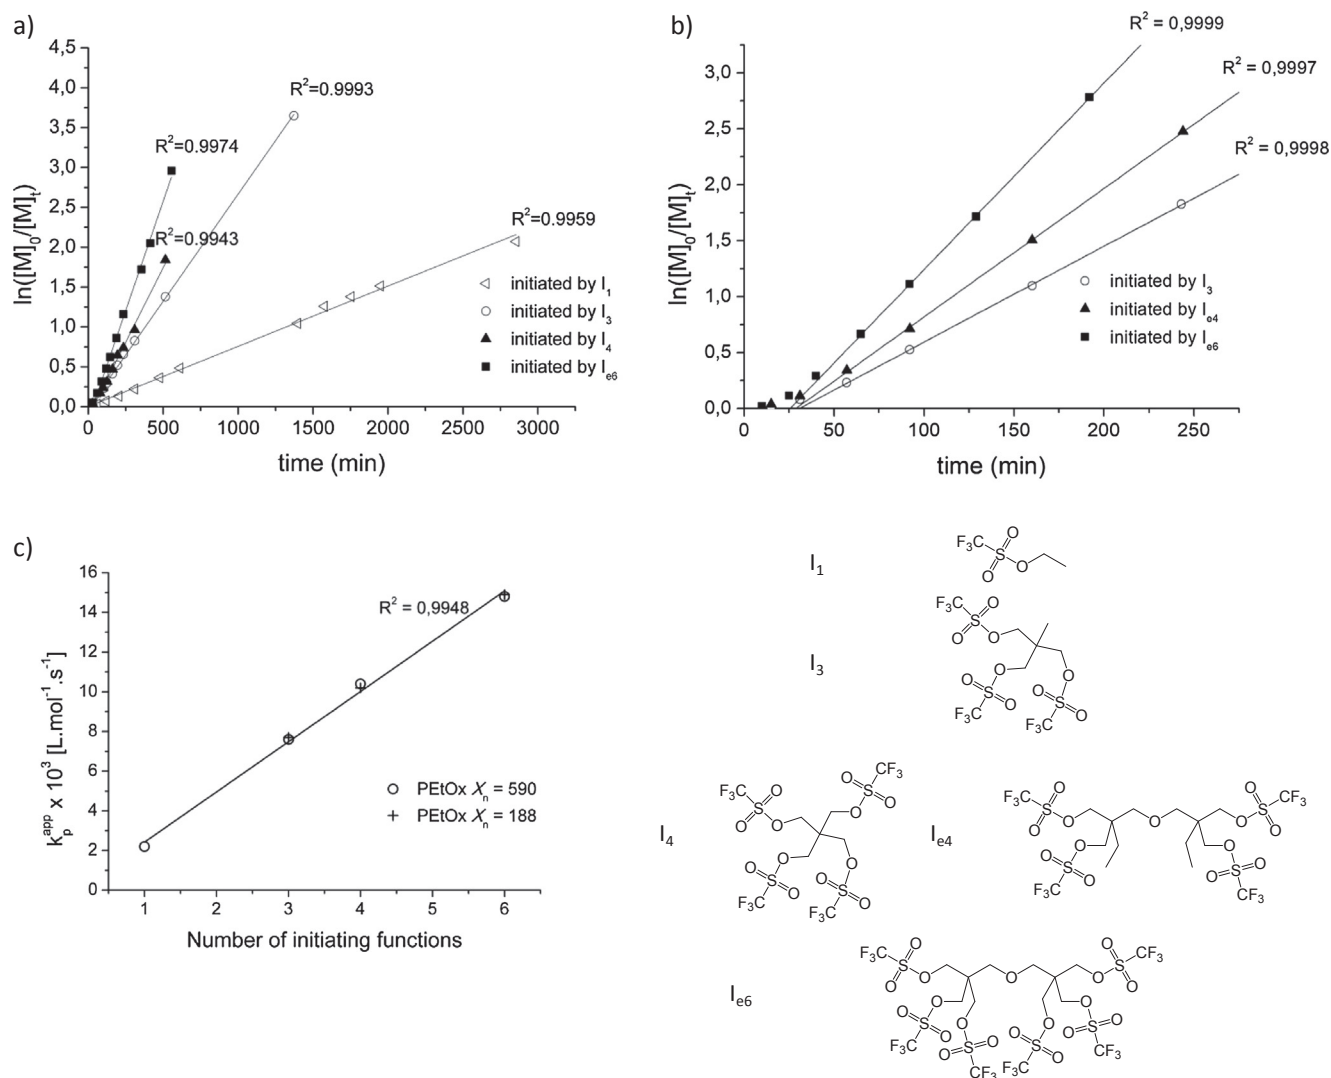 a)
4,5
4,0
3,5
3,0
2,5
2,0
1,5
1,0
0,5
0,0
ln([M]₀/[M]ₜ)
R²=0.9993
R²=0.9974
R²=0.9943
R²=0.9959
initiated by I₁
initiated by I₃
initiated by I₄
initiated by Iₑ₆
0 500 1000 1500 2000 2500 3000
time (min)
b)
3,0
2,5
2,0
1,5
1,0
0,5
0,0
ln([M]₀/[M]ₜ)
R² = 0,9999
R² = 0,9997
R² = 0,9998
initiated by I₃
initiated by Iₑ₄
initiated by Iₑ₆
0 50 100 150 200 250
time (min)
c)
16
14
12
10
8
6
4
2
0
kₚᵃᵖᵖ x 10³ [L.mol⁻¹.s⁻¹]
R² = 0,9948
PEtOx Xₙ = 590
PEtOx Xₙ = 188
1 2 3 4 5 6
Number of initiating functions
I₁
F₃C
O
S
O
O
I₃
F₃C
O
S
O
O
O
O
O
S
O
F₃C
O
S
O
F₃C
I₄
F₃C
O
S
O
O
O
CF₃
O
S
O
O
O
O
S
O
F₃C
O
O
S
O
F₃C
Iₑ₄
F₃C
O
S
O
O
O
O
O
S
O
CF₃
O
O
S
O
F₃C
O
S
O
O
CF₃
Iₑ₆
F₃C
O
S
O
O
O
O
O
S
O
CF₃
O
O
S
O
F₃C
O
O
S
O
CF₃
O
O
S
O
F₃C
O
O
S
O
CF₃